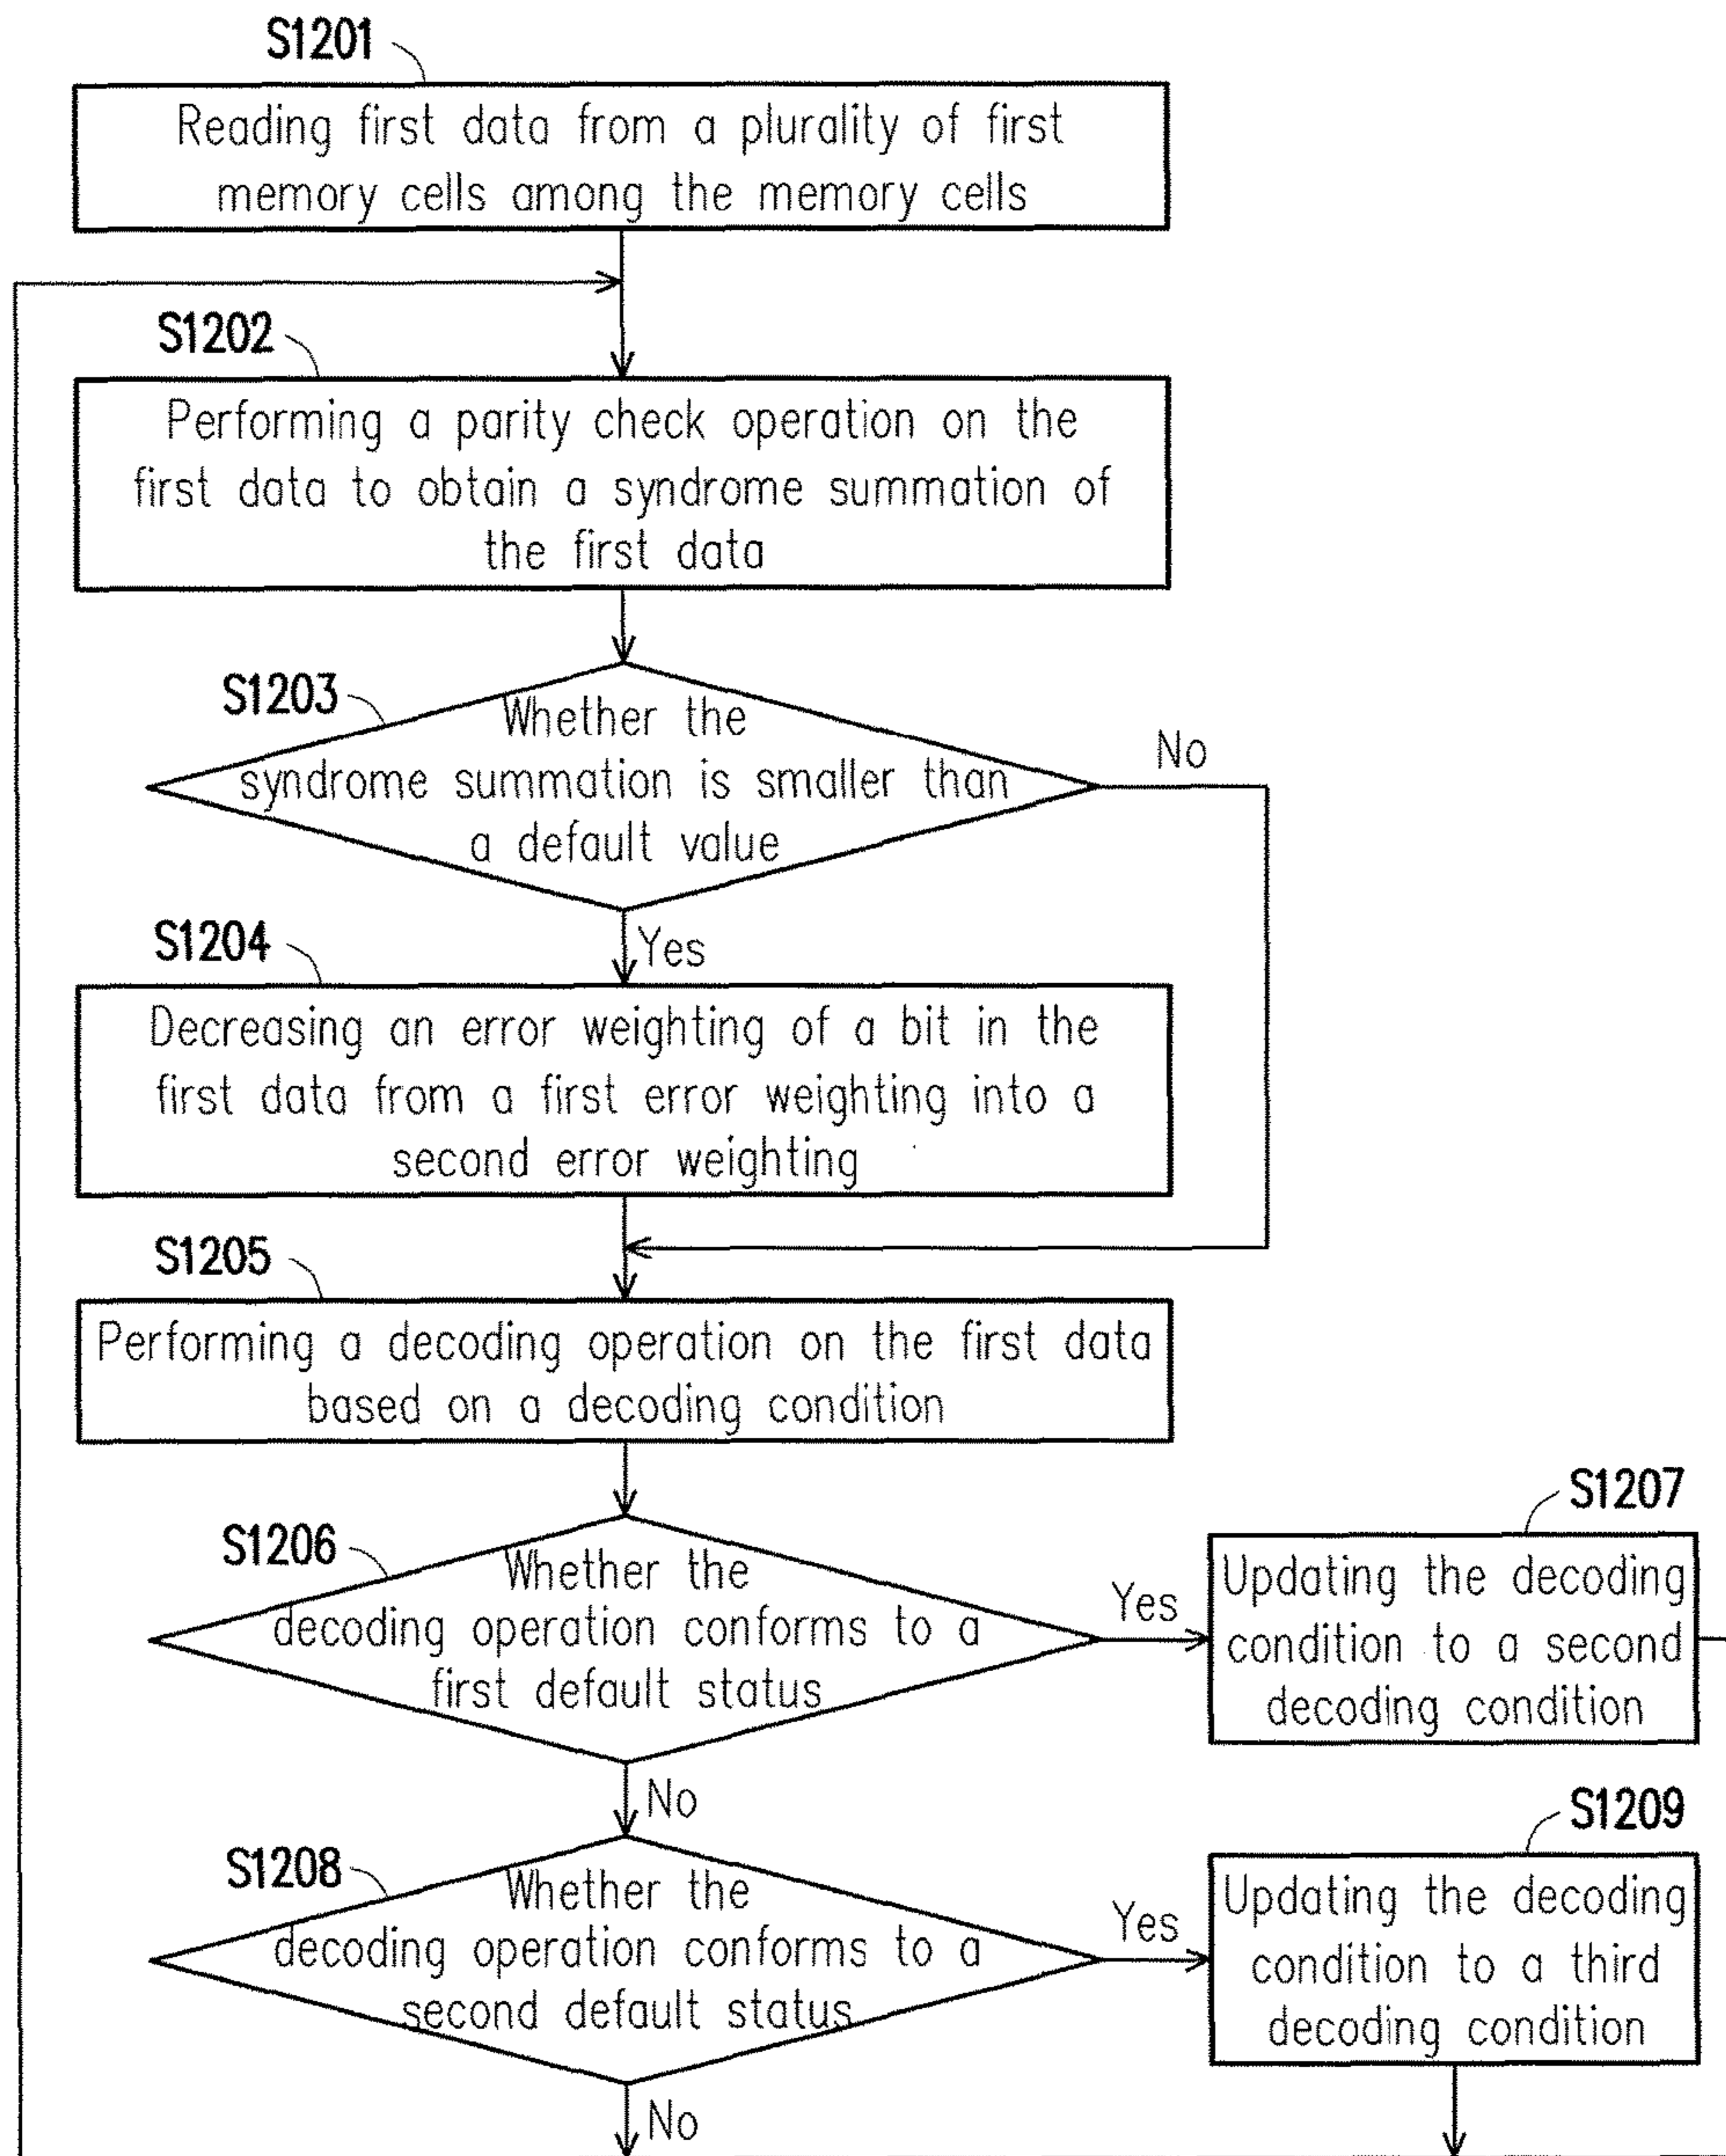 S1201
Reading first data from a plurality of first
memory cells among the memory cells
S1202
Performing a parity check operation on the
first data to obtain a syndrome summation of
the first data
S1203
Whether the
syndrome summation is smaller than
a default value
No
Yes
S1204
Decreasing an error weighting of a bit in the
first data from a first error weighting into a
second error weighting
S1205
Performing a decoding operation on the first data
based on a decoding condition
S1206
Whether the
decoding operation conforms to a
first default status
Yes
S1207
Updating the decoding
condition to a second
decoding condition
No
S1208
Whether the
decoding operation conforms to a
second default status
Yes
S1209
Updating the decoding
condition to a third
decoding condition
No